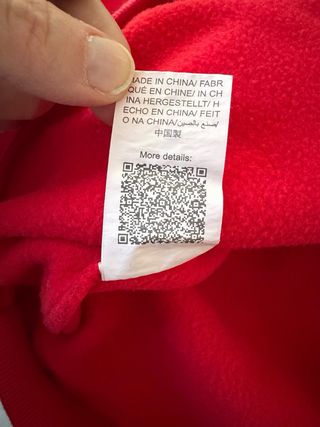 MADE IN CHINA/ FABR
IQUÉ EN CHINE/ IN CH
INA HERGESTELLT/ H
ECHO EN CHINA/ FEIT
O NA CHINA/صنع بالصين/
中国製
More details: